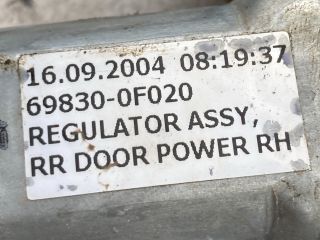 16.09.2004 08:19:37
69830-0F020
REGULATOR ASSY,
RR DOOR POWER RH